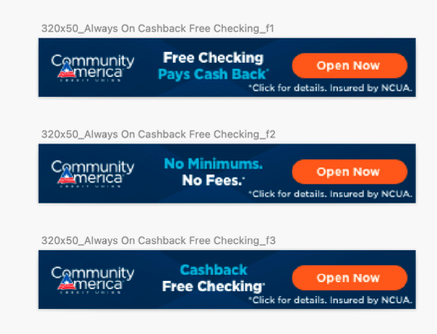 320x50_Always On Cashback Free Checking_f1
Community
America
CREDIT UNION
Free Checking
Pays Cash Back*
Open Now
*Click for details. Insured by NCUA.
320x50_Always On Cashback Free Checking_f2
Community
America
CREDIT UNION
No Minimums.
No Fees.*
Open Now
*Click for details. Insured by NCUA.
320x50_Always On Cashback Free Checking_f3
Community
America
CREDIT UNION
Cashback
Free Checking*
Open Now
*Click for details. Insured by NCUA.